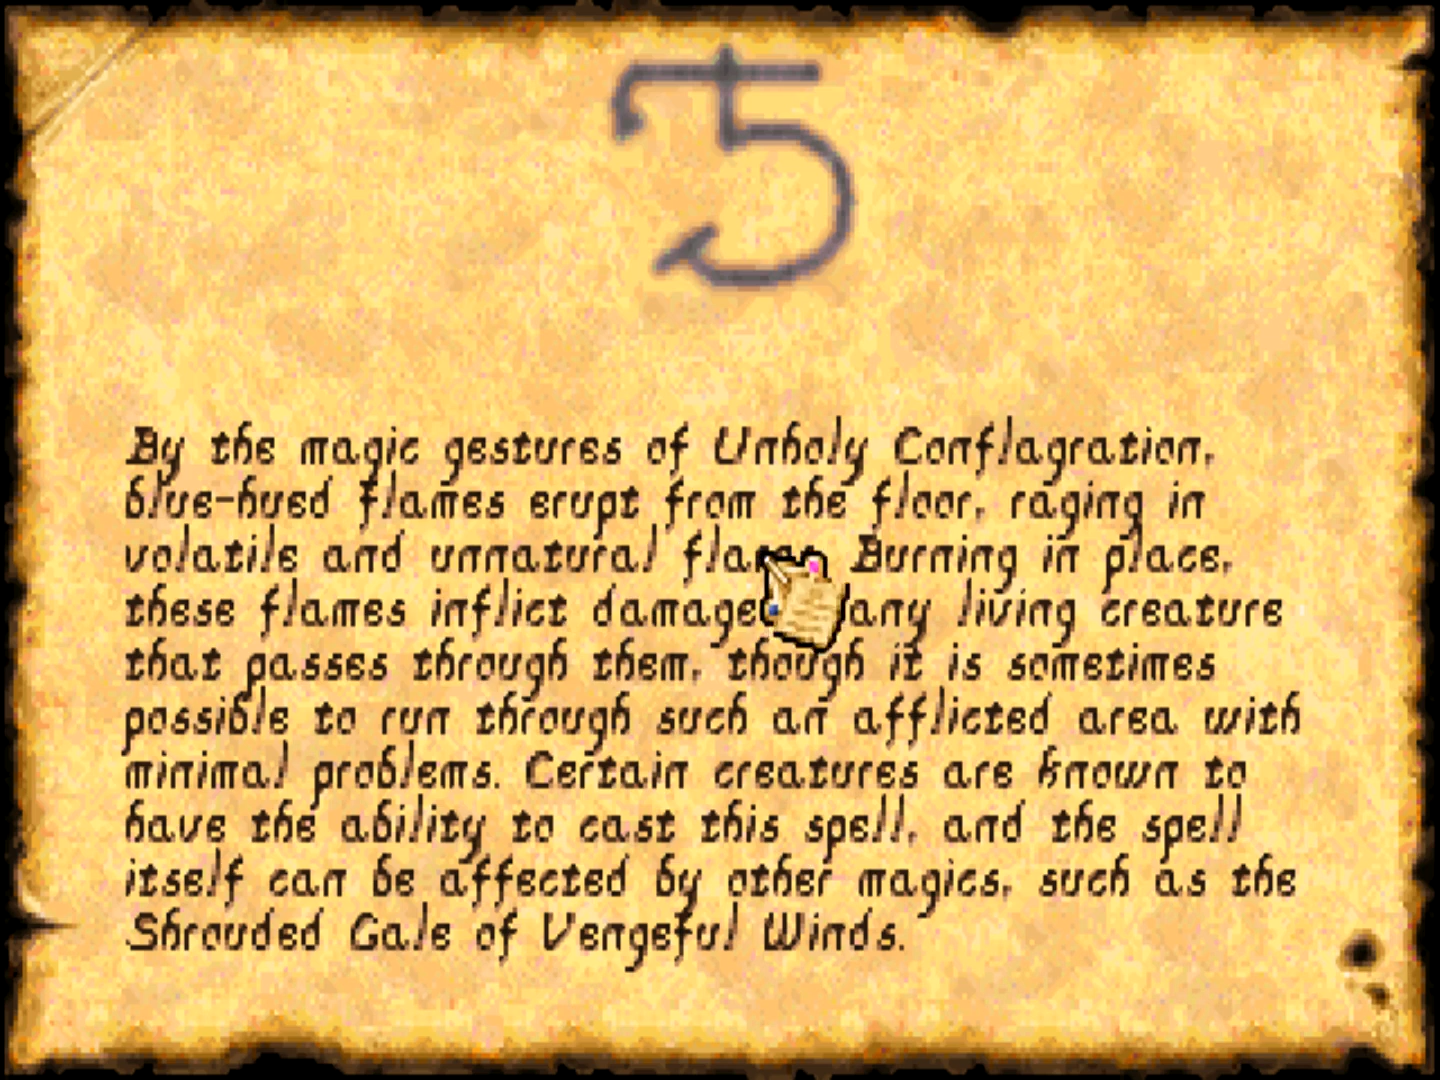 By the magic gestures of Unholy Conflagration,
blue-hued flames erupt from the floor, raging in
volatile and unnatural Burning in place,
these flames inflict damage any living creature
that passes through them, though it is sometimes
possible to run through such an afflicted area with
minimal problems. Certain creatures are known to
have the ability to cast this spell, and the spell
itself can be affected by other magics, such as the
Shrouded Gale of Vengeful Winds.